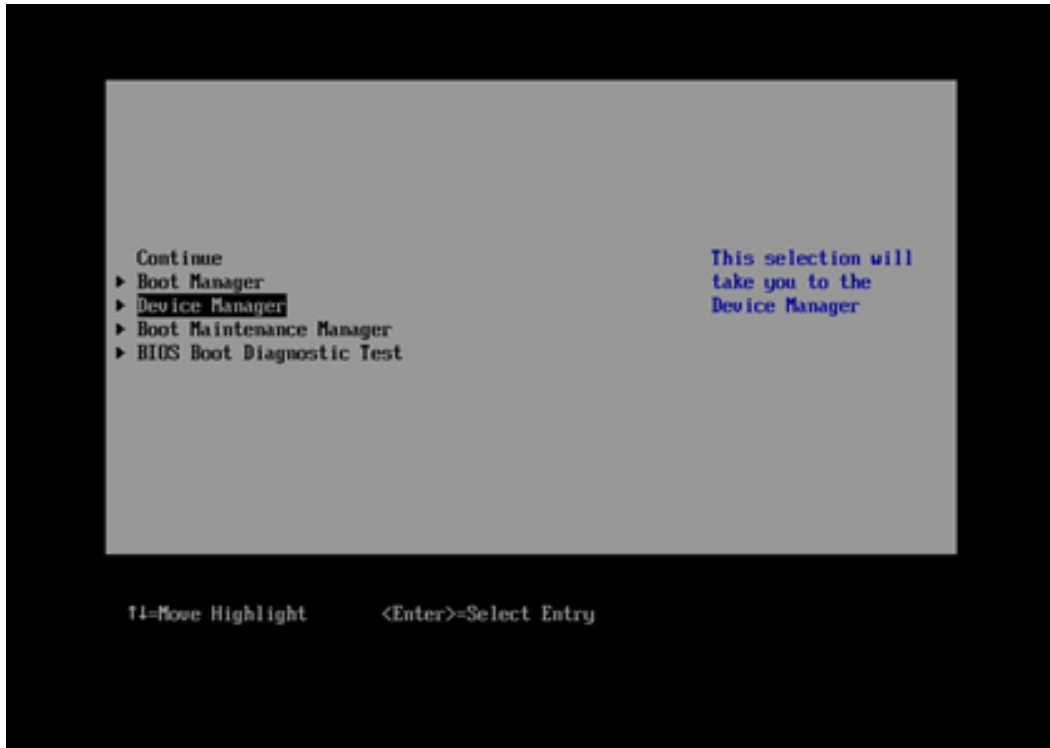 Continue
▶ Boot Manager
▶ Device Manager
▶ Boot Maintenance Manager
▶ BIOS Boot Diagnostic Test
This selection will
take you to the
Device Manager
↑↓=Move Highlight <Enter>=Select Entry